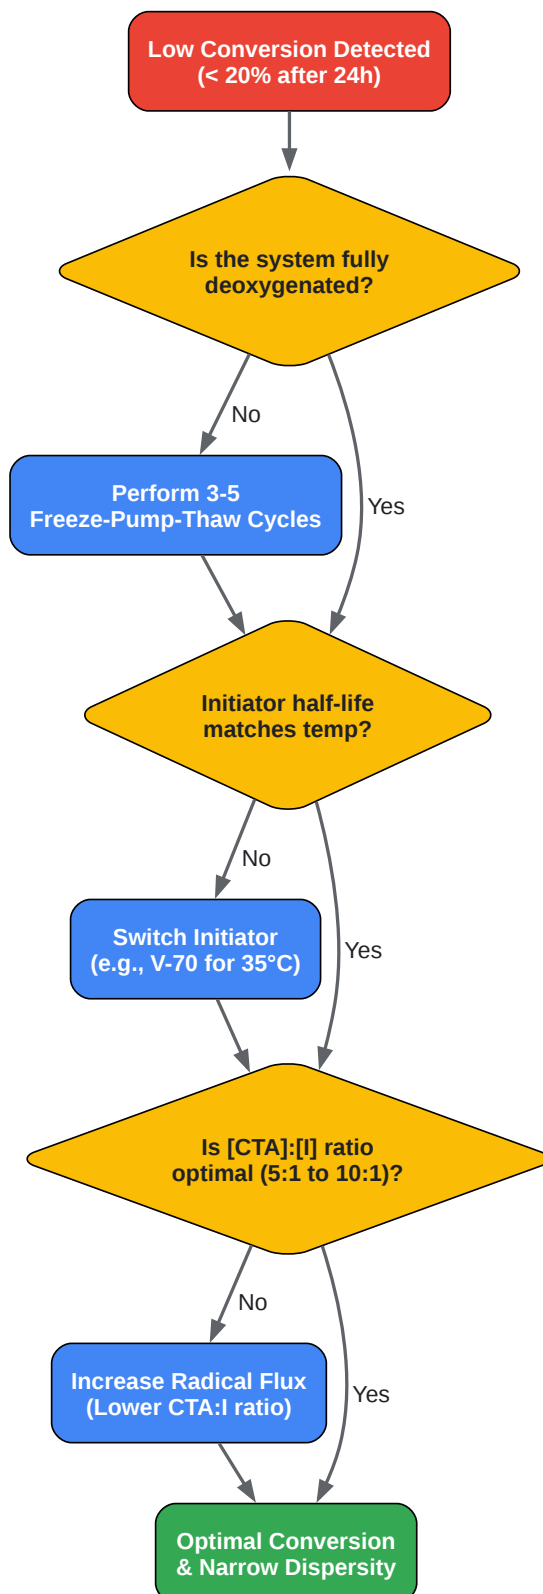 Low Conversion Detected
(< 20% after 24h)
Is the system fully
deoxygenated?
No
Perform 3-5
Freeze-Pump-Thaw Cycles
Yes
Initiator half-life
matches temp?
No
Switch Initiator
(e.g., V-70 for 35°C)
Yes
Is [CTA]:[I] ratio
optimal (5:1 to 10:1)?
No
Increase Radical Flux
(Lower CTA:I ratio)
Yes
Optimal Conversion
& Narrow Dispersity